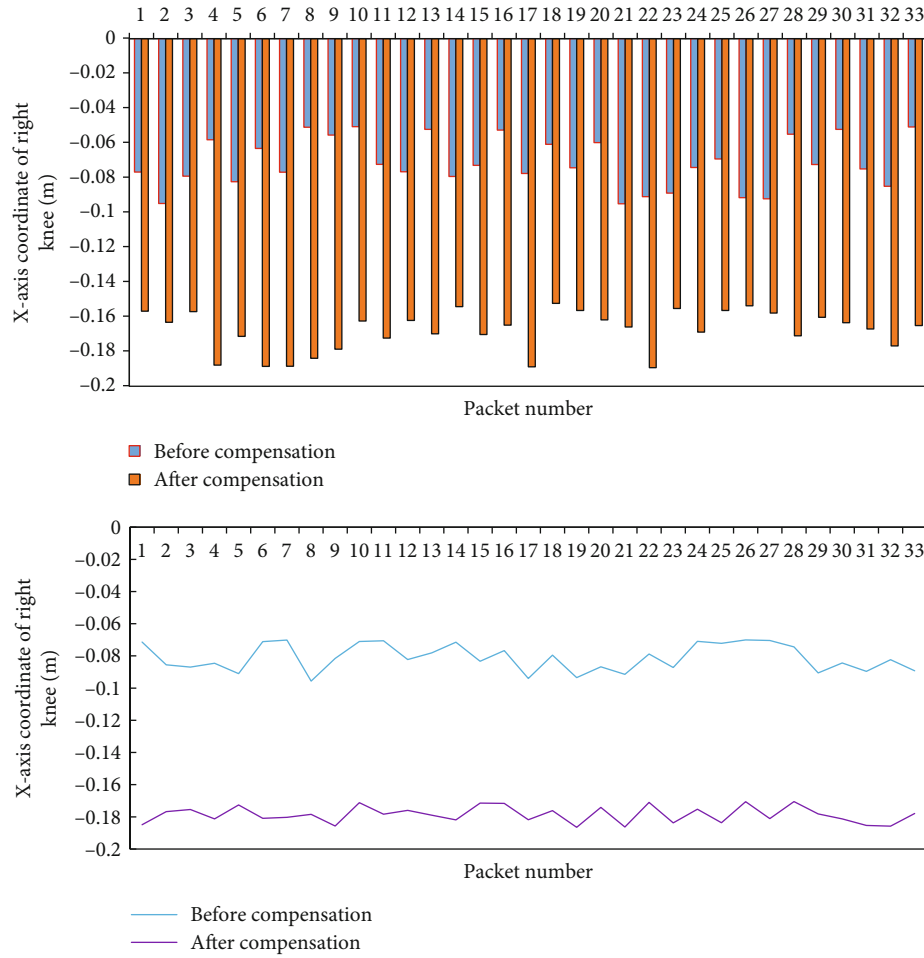 1 2 3 4 5 6 7 8 9 10 11 12 13 14 15 16 17 18 19 20 21 22 23 24 25 26 27 28 29 30 31 32 33
0
−0.02
−0.04
−0.06
−0.08
−0.1
−0.12
−0.14
−0.16
−0.18
−0.2
X-axis coordinate of right
knee (m)
Packet number
Before compensation
After compensation
0
1 2 3 4 5 6 7 8 9 10 11 12 13 14 15 16 17 18 19 20 21 22 23 24 25 26 27 28 29 30 31 32 33
−0.02
−0.04
−0.06
−0.08
−0.1
−0.12
−0.14
−0.16
−0.18
−0.2
X-axis coordinate of right
knee (m)
Packet number
Before compensation
After compensation